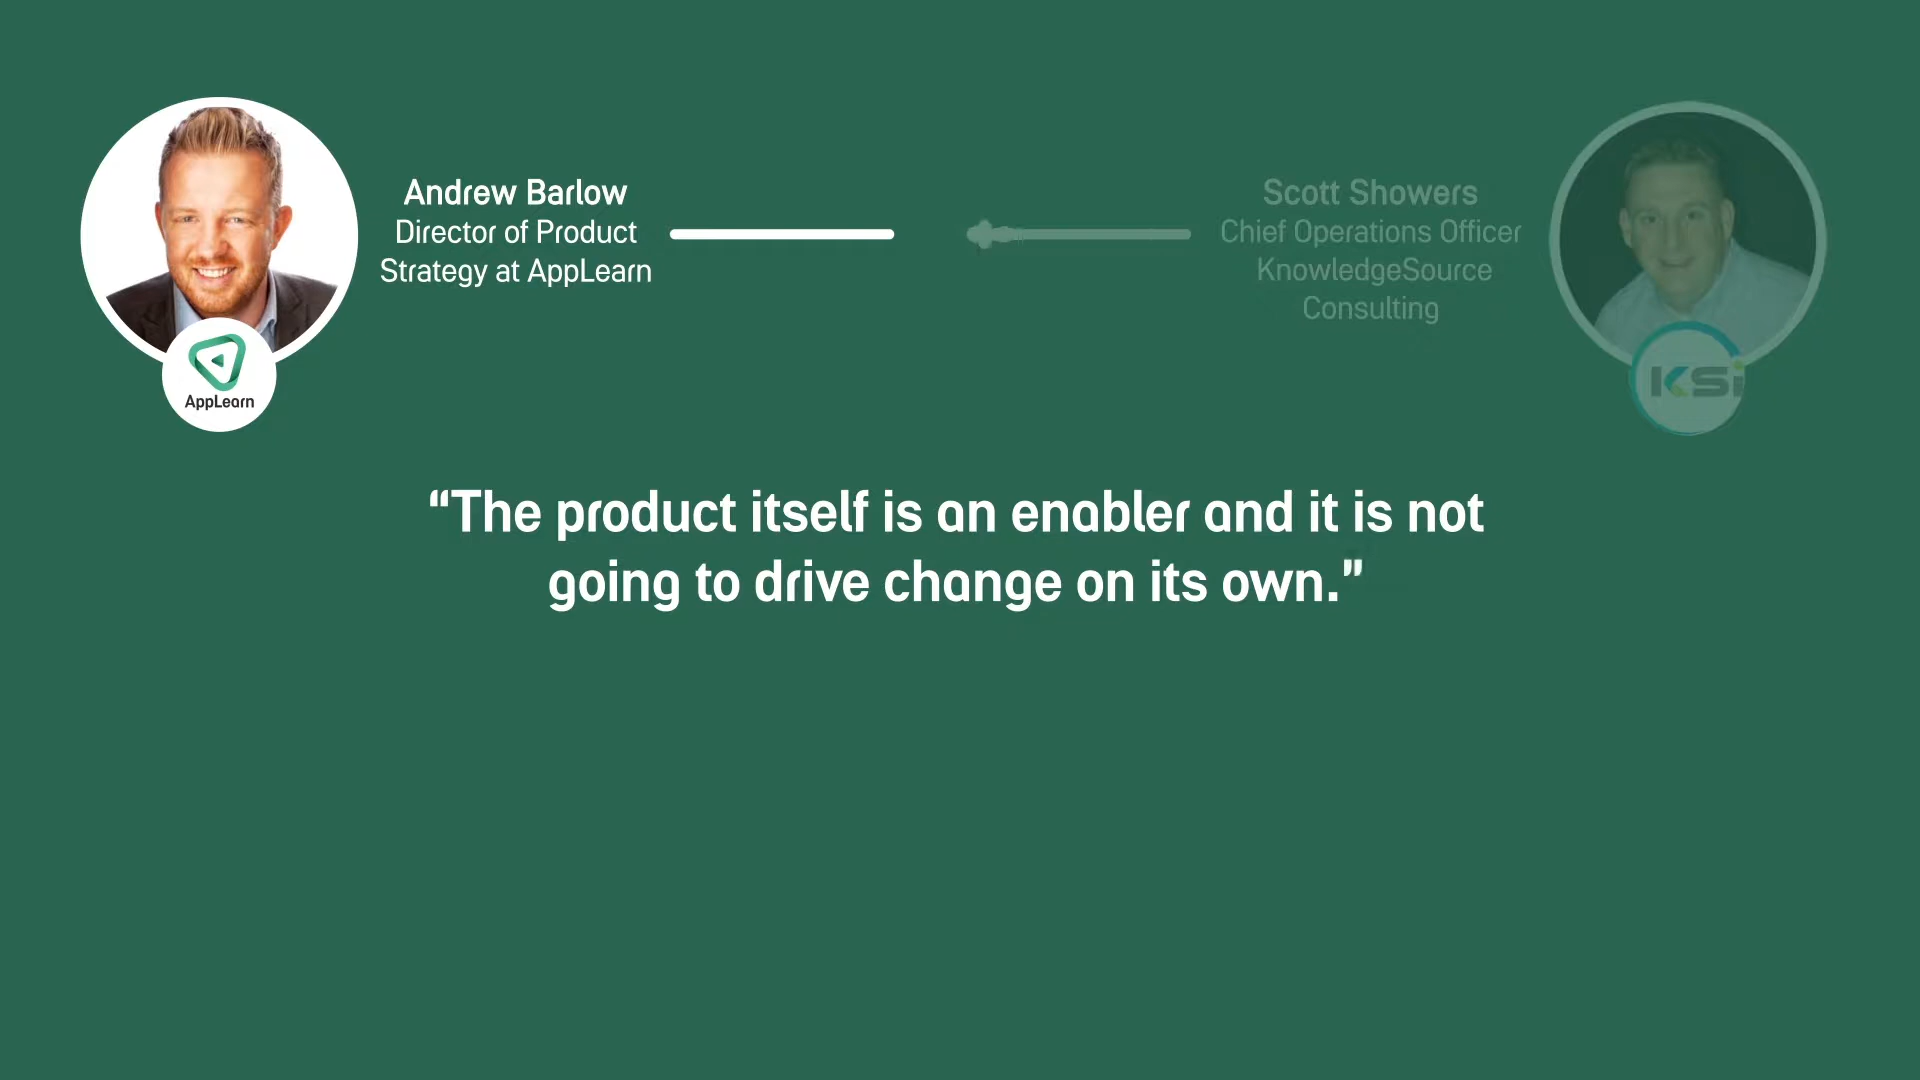 Andrew Barlow
Director of Product
Strategy at AppLearn
AppLearn
Scott Showers
Chief Operations Officer
KnowledgeSource
Consulting
KSi
“The product itself is an enabler and it is not
going to drive change on its own.”